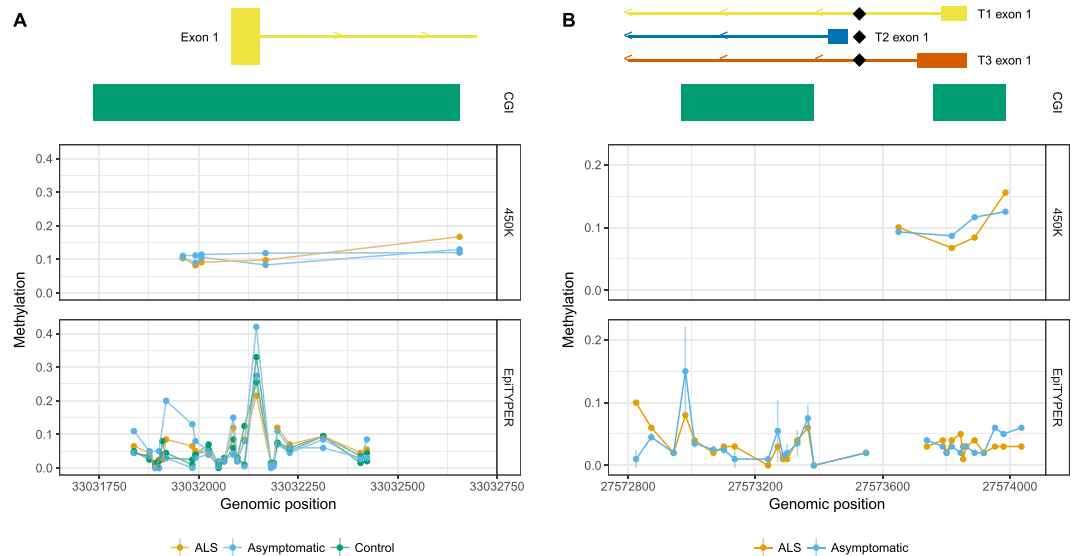 A
Exon 1
CGI
0.4
0.3
0.2
0.1
0.0
450K
Methylation
0.4
0.3
0.2
0.1
0.0
EpiTYPER
33031750
33032000
33032250
33032500
33032750
Genomic position
ALS
Asymptomatic
Control
B
T1 exon 1
T2 exon 1
T3 exon 1
CGI
0.2
0.1
0.0
450K
Methylation
0.2
0.1
0.0
EpiTYPER
27572800
27573200
27573600
27574000
Genomic position
ALS
Asymptomatic